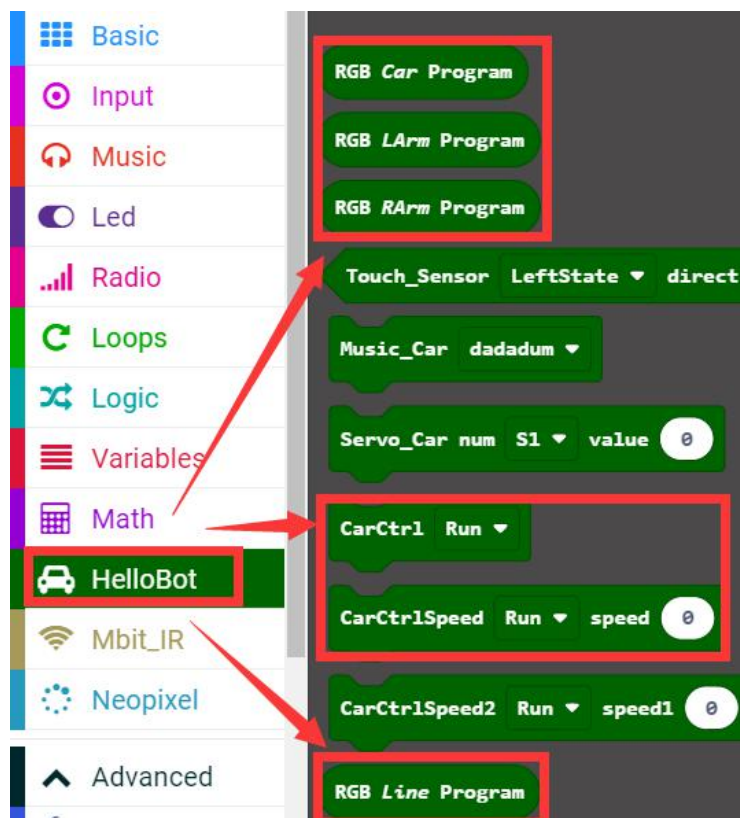 Basic
Input
Music
Led
Radio
Loops
Logic
Variables
Math
HelloBot
Mbit_IR
Neopixel
Advanced
RGB Car Program
RGB LArm Program
RGB RArm Program
Touch_Sensor LeftState direct
Music_Car dadadum
Servo_Car num S1 value 0
CarCtrl Run
CarCtrlSpeed Run speed 0
CarCtrlSpeed2 Run speed1 0
RGB Line Program